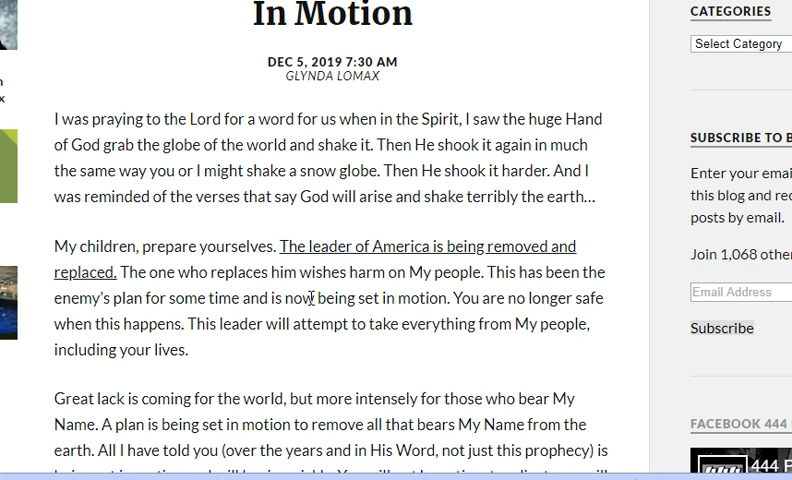 In Motion
DEC 5, 2019 7:30 AM
GLYNDA LOMAX
I was praying to the Lord for a word for us when in the Spirit, I saw the huge Hand
of God grab the globe of the world and shake it. Then He shook it again in much
the same way you or I might shake a snow globe. Then He shook it harder. And I
was reminded of the verses that say God will arise and shake terribly the earth…
My children, prepare yourselves. The leader of America is being removed and
replaced. The one who replaces him wishes harm on My people. This has been the
enemy's plan for some time and is now being set in motion. You are no longer safe
when this happens. This leader will attempt to take everything from My people,
including your lives.
Great lack is coming for the world, but more intensely for those who bear My
Name. A plan is being set in motion to remove all that bears My Name from the
earth. All I have told you (over the years and in His Word, not just this prophecy) is
CATEGORIES
Select Category
SUBSCRIBE TO B
Enter your emai
this blog and rec
posts by email.
Join 1,068 othe
Email Address
Subscribe
FACEBOOK 444
444 P